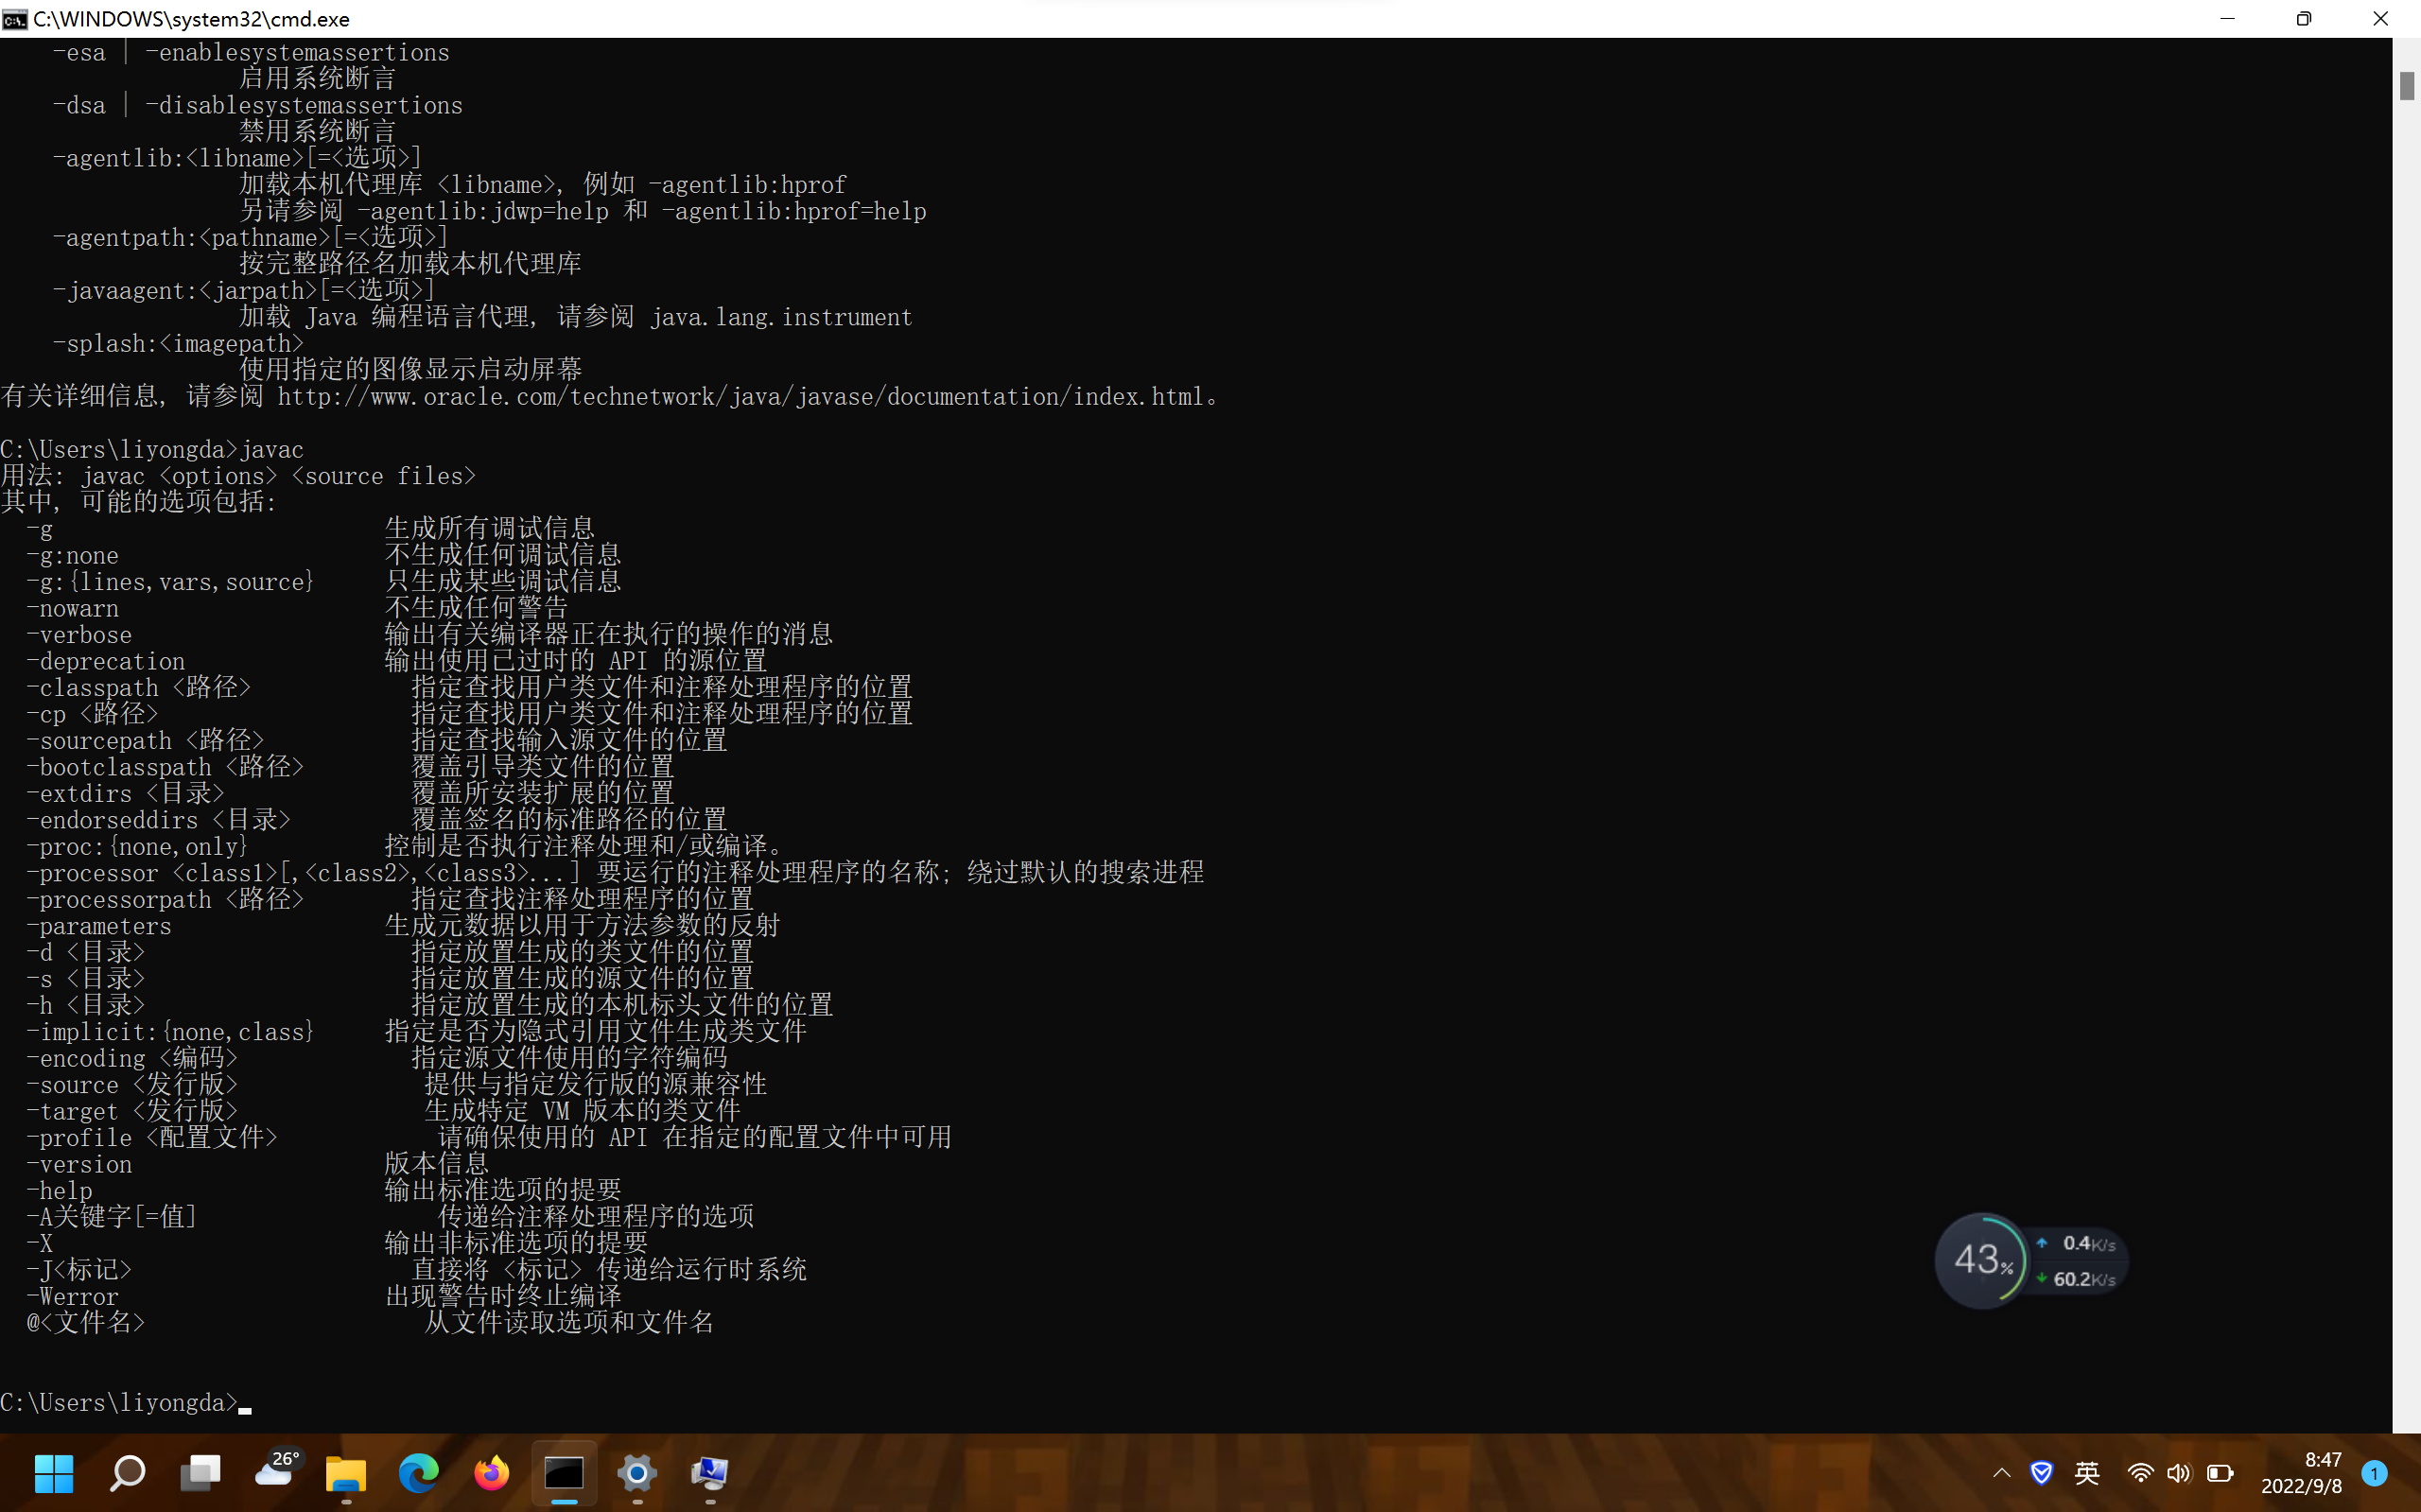 C:\WINDOWS\system32\cmd.exe
-esa | -enablesystemassertions
启用系统断言
-dsa | -disablesystemassertions
禁用系统断言
-agentlib:<libname>[=<选项>]
加载本机代理库 <libname>, 例如 -agentlib:hprof
另请参阅 -agentlib:jdwp=help 和 -agentlib:hprof=help
-agentpath:<pathname>[=<选项>]
按完整路径名加载本机代理库
-javaagent:<jarpath>[=<选项>]
加载 Java 编程语言代理, 请参阅 java.lang.instrument
-splash:<imagepath>
使用指定的图像显示启动屏幕
有关详细信息, 请参阅 http://www.oracle.com/technetwork/java/javase/documentation/index.html。
C:\Users\liyongda>javac
用法: javac <options> <source files>
其中, 可能的选项包括:
-g 生成所有调试信息
-g:none 不生成任何调试信息
-g:{lines,vars,source} 只生成某些调试信息
-nowarn 不生成任何警告
-verbose 输出有关编译器正在执行的操作的消息
-deprecation 输出使用已过时的 API 的源位置
-classpath <路径> 指定查找用户类文件和注释处理程序的位置
-cp <路径> 指定查找用户类文件和注释处理程序的位置
-sourcepath <路径> 指定查找输入源文件的位置
-bootclasspath <路径> 覆盖引导类文件的位置
-extdirs <目录> 覆盖所安装扩展的位置
-endorseddirs <目录> 覆盖签名的标准路径的位置
-proc:{none,only} 控制是否执行注释处理和/或编译。
-processor <class1>[,<class2>,<class3>...] 要运行的注释处理程序的名称; 绕过默认的搜索进程
-processorpath <路径> 指定查找注释处理程序的位置
-parameters 生成元数据以用于方法参数的反射
-d <目录> 指定放置生成的类文件的位置
-s <目录> 指定放置生成的源文件的位置
-h <目录> 指定放置生成的本机标头文件的位置
-implicit:{none,class} 指定是否为隐式引用文件生成类文件
-encoding <编码> 指定源文件使用的字符编码
-source <发行版> 提供与指定发行版的源兼容性
-target <发行版> 生成特定 VM 版本的类文件
-profile <配置文件> 请确保使用的 API 在指定的配置文件中可用
-version 版本信息
-help 输出标准选项的提要
-A关键字[=值] 传递给注释处理程序的选项
-X 输出非标准选项的提要
-J<标记> 直接将 <标记> 传递给运行时系统
-Werror 出现警告时终止编译
@<文件名> 从文件读取选项和文件名
C:\Users\liyongda>
43%
0.4K/s
60.2K/s
26°
英
8:47
2022/9/8
1